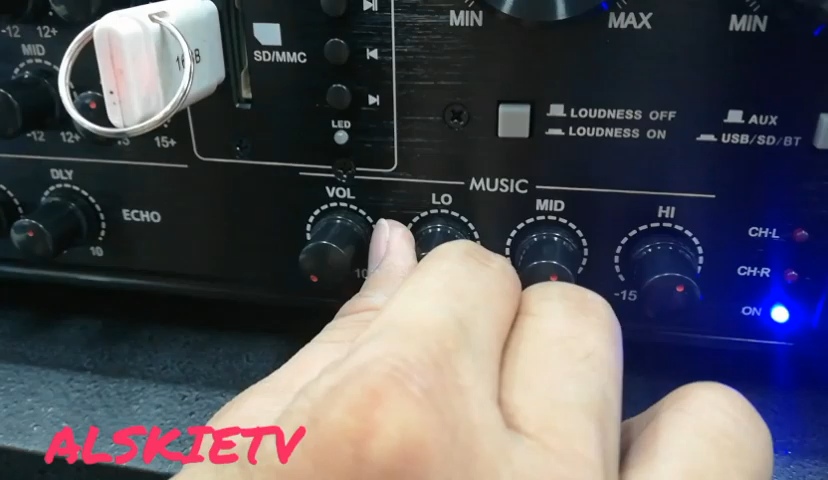 -12 12+
MID
-12 12+
15+
SD/MMC
LED
MIN
MAX
MIN
LOUDNESS OFF
LOUDNESS ON
AUX
USB/SD/BT
DLY
10
ECHO
MUSIC
VOL
10
LO
MID
HI
-15
CH-L
CH-R
ON
ALSKIETV